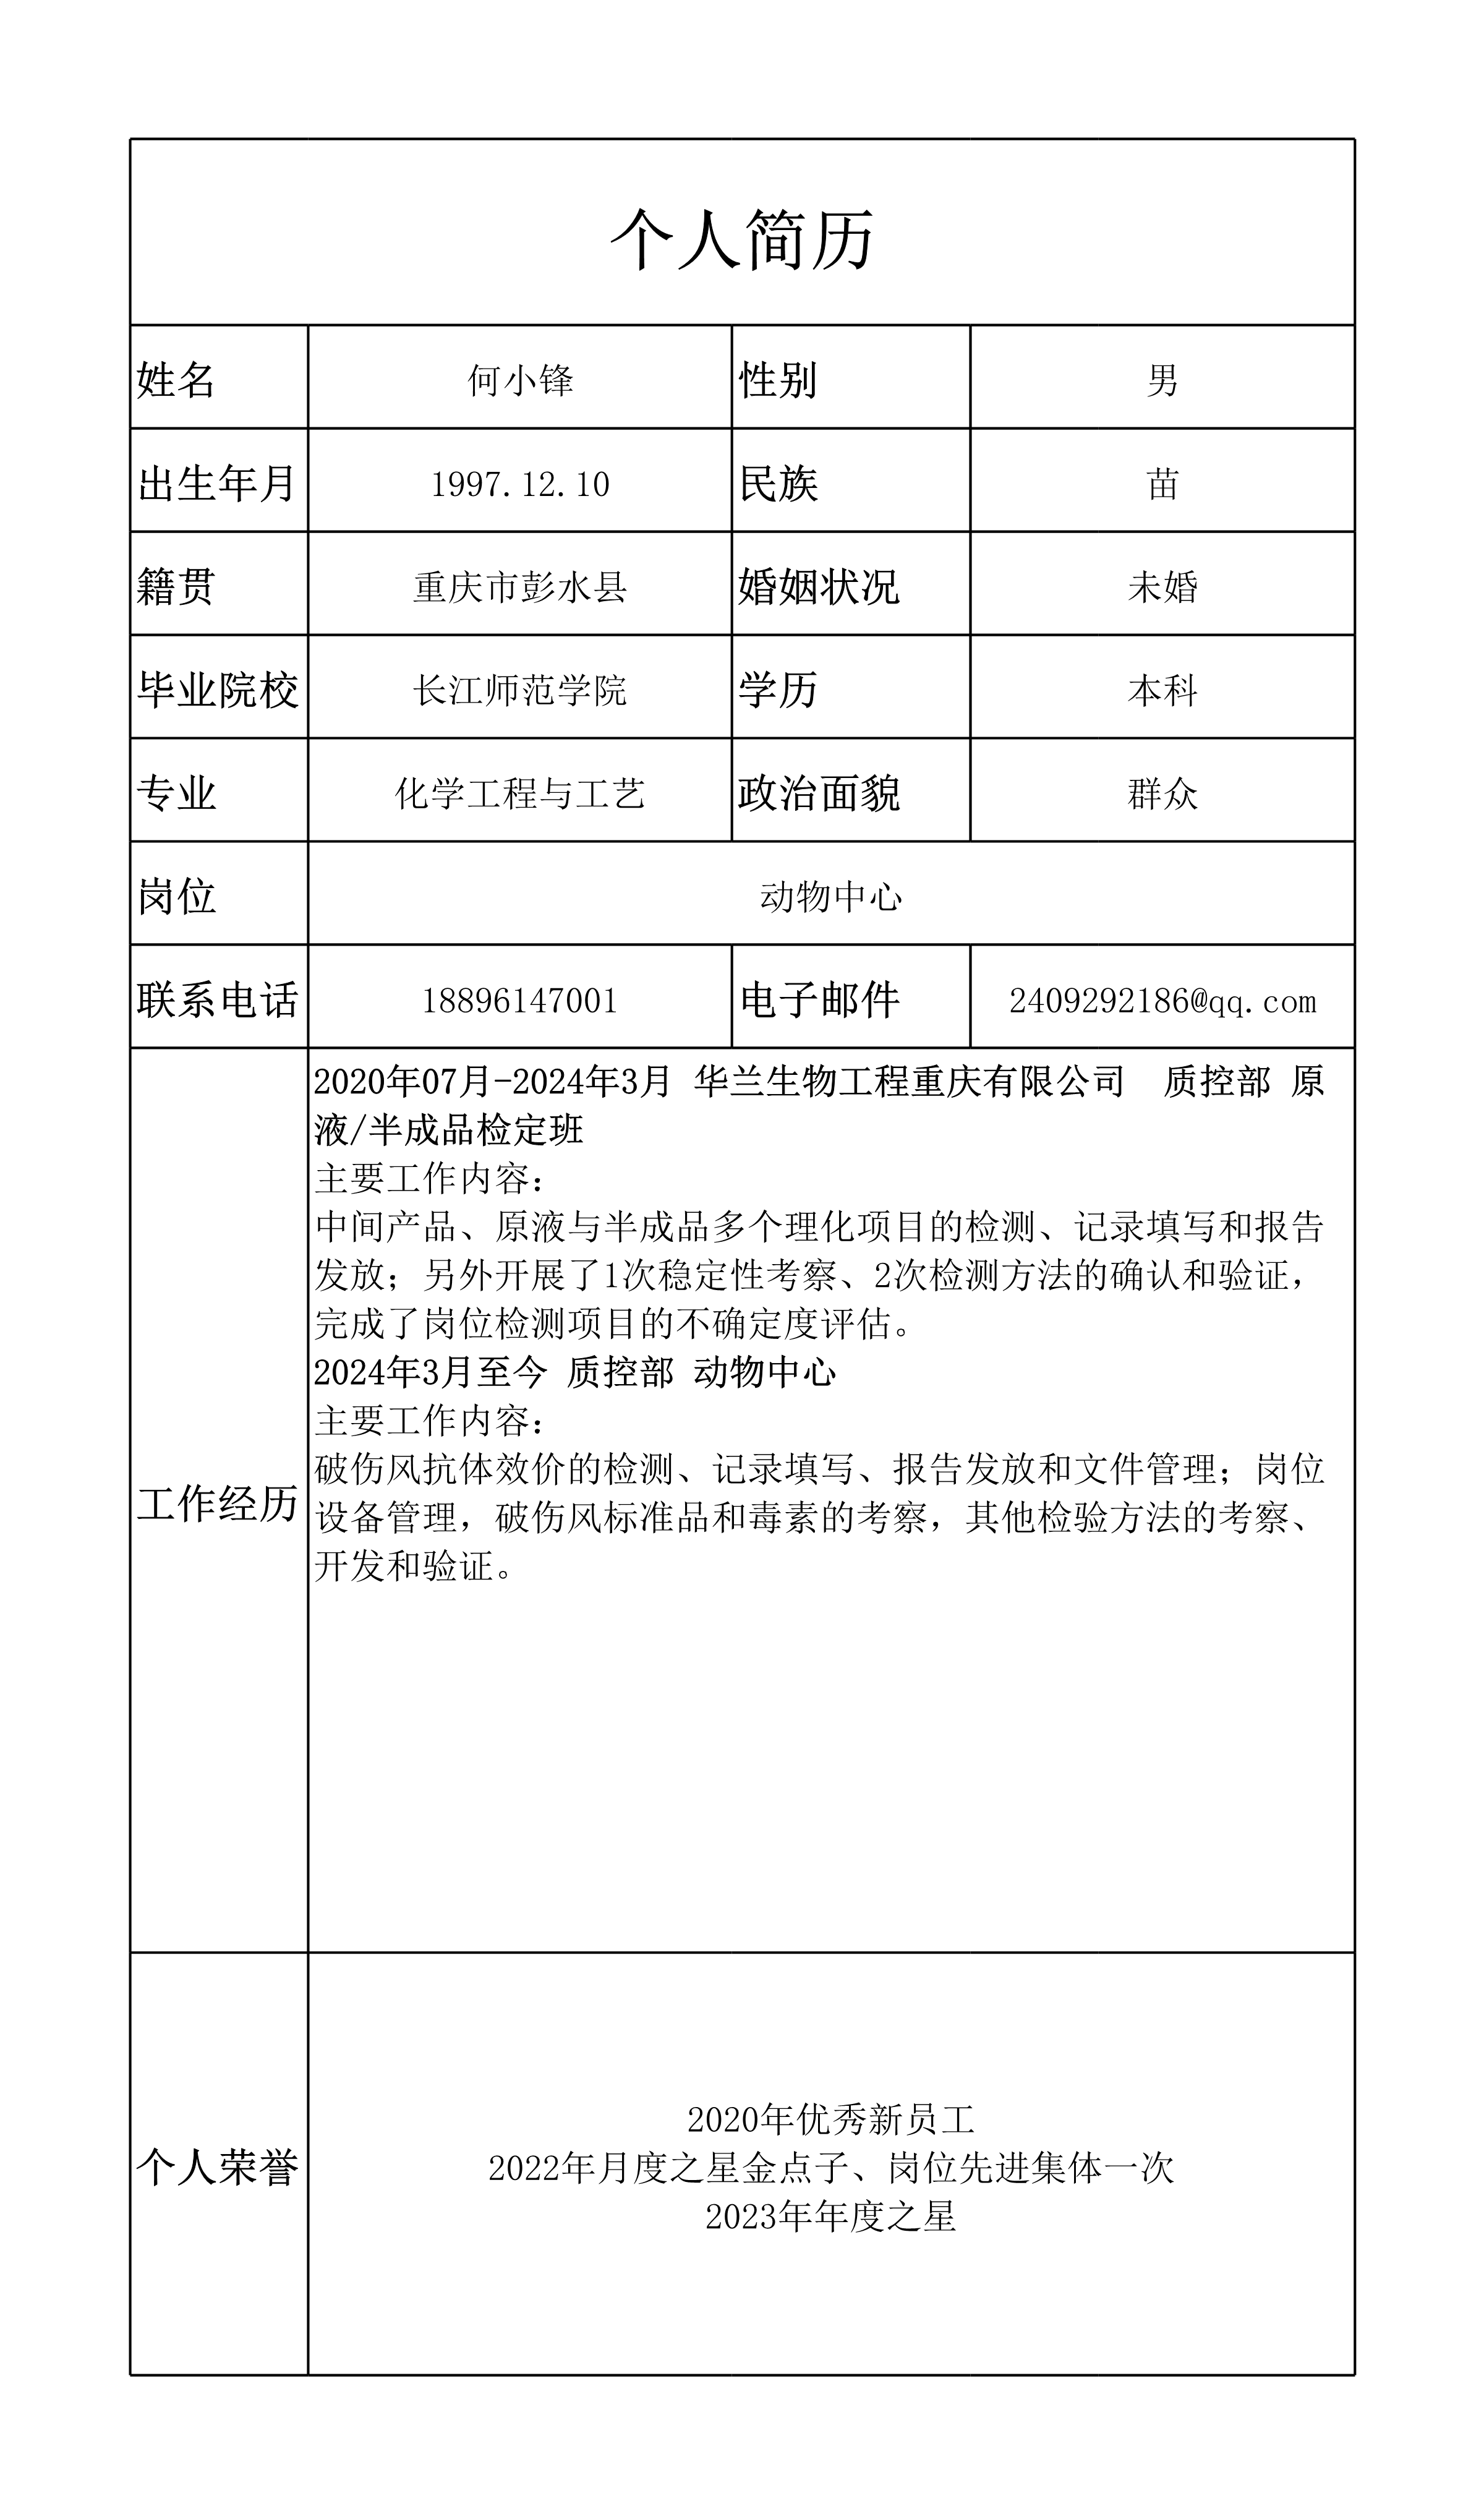 个人简历
姓名 何小锋 性别 男
出生年月 1997.12.10 民族 苗
籍贯 重庆市彭水县 婚姻状况 未婚
毕业院校 长江师范学院 学历 本科
专业 化学工程与工艺 政治面貌 群众
岗位 动物中心
联系电话 18896147001 电子邮件 2409292186@qq.com
工作经历
2020年07月-2024年3月 华兰生物工程重庆有限公司  质控部 原
液/半成品检定班
主要工作内容：
中间产品、原液与半成品多个理化项目的检测、记录填写和报告
发放；另外开展了1次稳定性考察、2次检测方法的确认和验证，
完成了岗位检测项目的不确定度评估。
2024年3月至今 质控部 动物中心
主要工作内容：
破伤风抗体效价的检测、记录填写、报告发放和文件管理；岗位
设备管理，破伤风标准品和毒素的考察，其他检验方法的考察、
开发和验证。
个人荣誉
2020年优秀新员工
2022年月度之星金点子、岗位先进集体一次
2023年年度之星